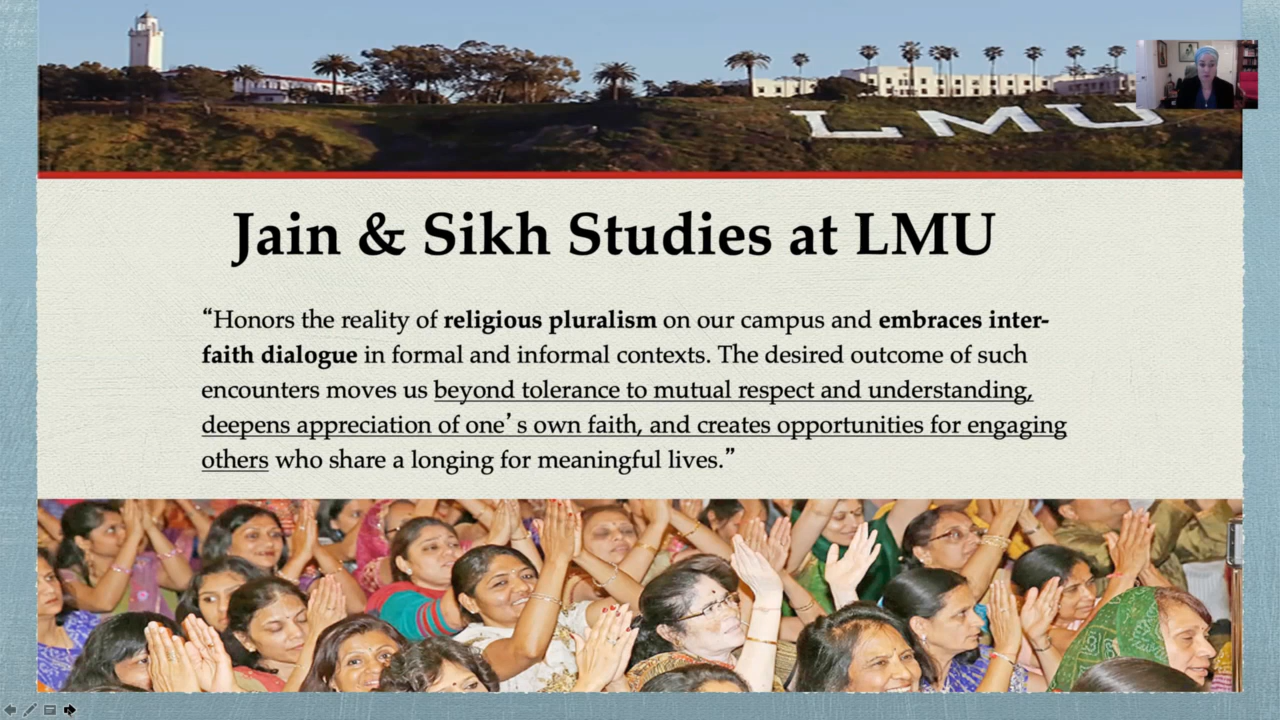 LMU
Jain & Sikh Studies at LMU
“Honors the reality of religious pluralism on our campus and embraces inter-
faith dialogue in formal and informal contexts. The desired outcome of such
encounters moves us beyond tolerance to mutual respect and understanding,
deepens appreciation of one’s own faith, and creates opportunities for engaging
others who share a longing for meaningful lives.”